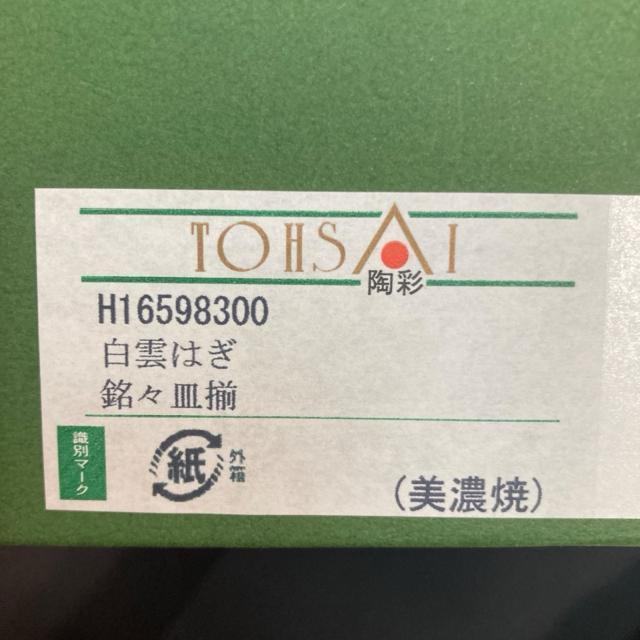 TOHSAI
陶彩
H16598300
白雲はぎ
銘々皿揃
識別マーク
紙
外箱
(美濃焼)